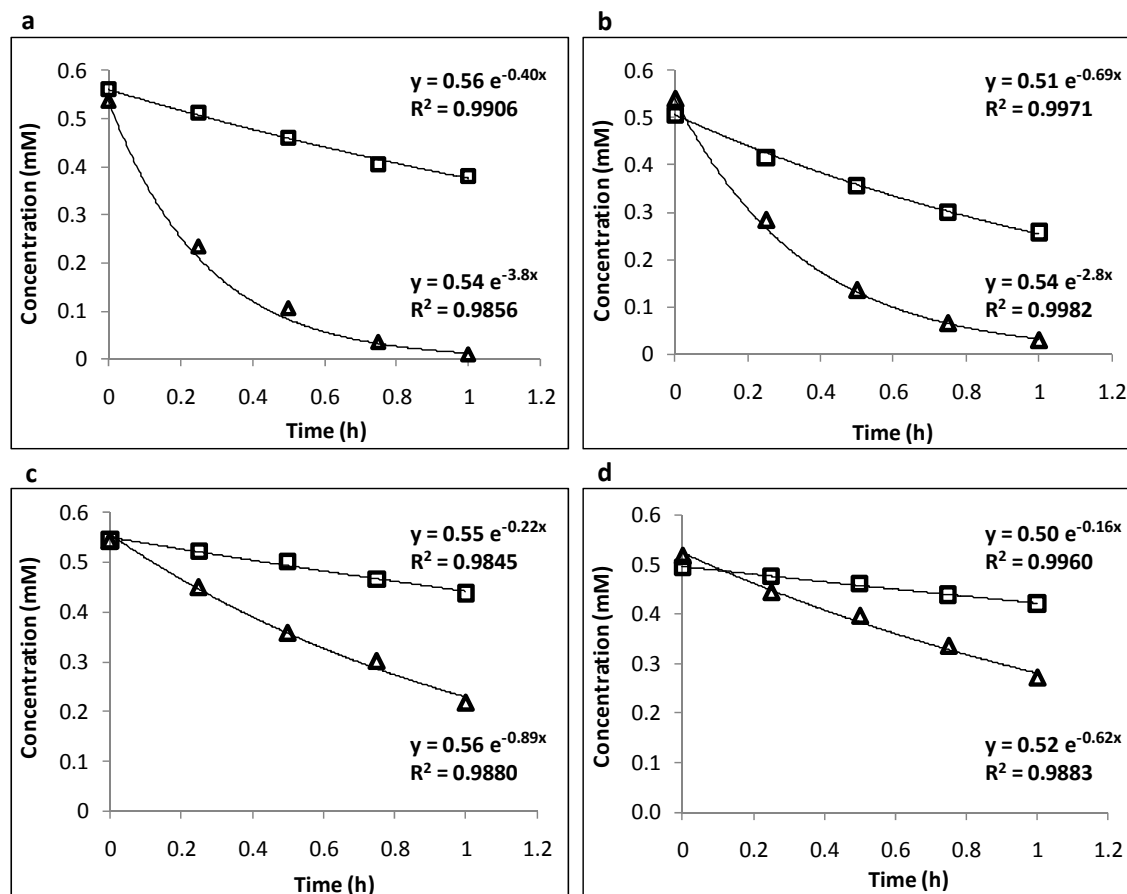 a
0.6
0.5
0.4
0.3
0.2
0.1
0
Concentration (mM)
y = 0.56 e^-0.40x
R² = 0.9906
y = 0.54 e^-3.8x
R² = 0.9856
0 0.2 0.4 0.6 0.8 1 1.2
Time (h)
b
0.6
0.5
0.4
0.3
0.2
0.1
0
Concentration (mM)
y = 0.51 e^-0.69x
R² = 0.9971
y = 0.54 e^-2.8x
R² = 0.9982
0 0.2 0.4 0.6 0.8 1 1.2
Time (h)
c
0.6
0.5
0.4
0.3
0.2
0.1
0
Concentration (mM)
y = 0.55 e^-0.22x
R² = 0.9845
y = 0.56 e^-0.89x
R² = 0.9880
0 0.2 0.4 0.6 0.8 1 1.2
Time (h)
d
0.6
0.5
0.4
0.3
0.2
0.1
0.0
Concentration (mM)
y = 0.50 e^-0.16x
R² = 0.9960
y = 0.52 e^-0.62x
R² = 0.9883
0 0.2 0.4 0.6 0.8 1 1.2
Time (h)